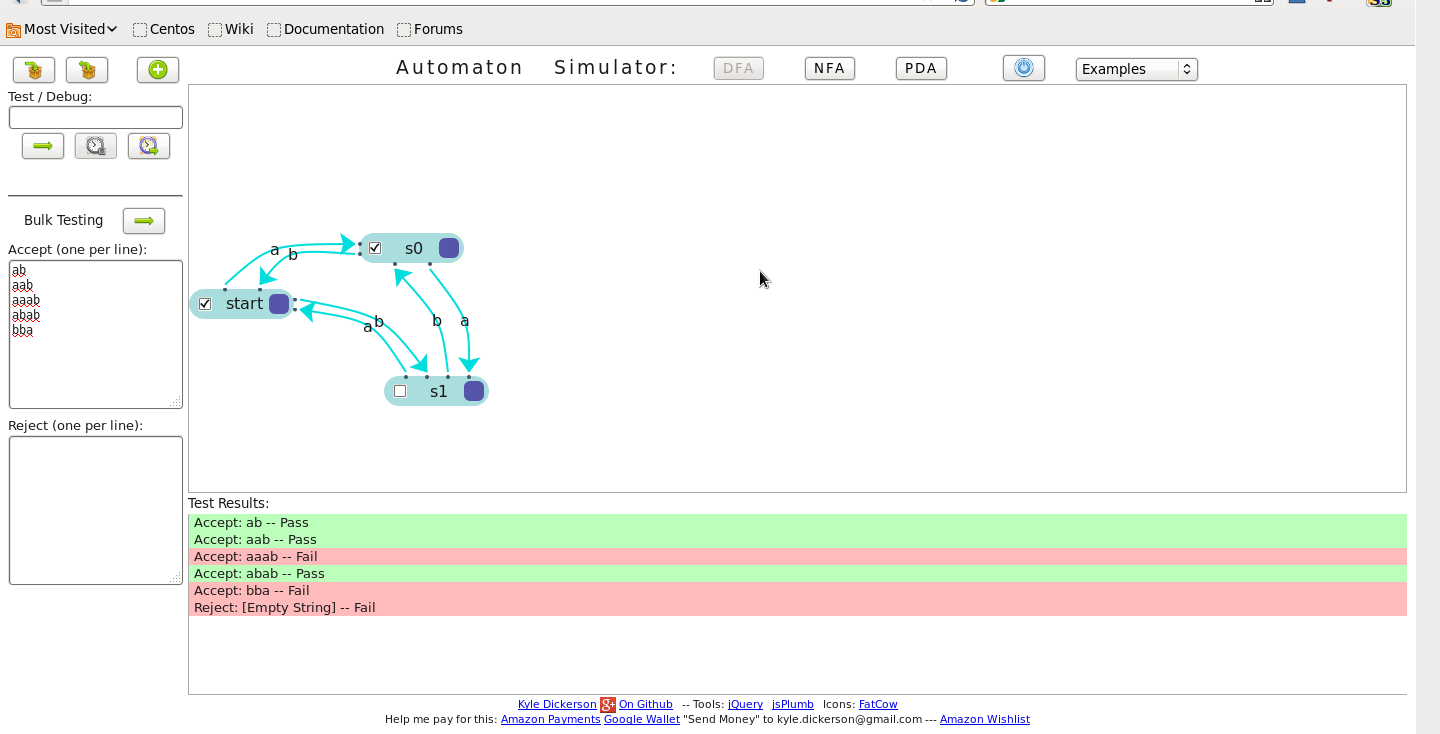 Most Visited Centos Wiki Documentation Forums
Automaton Simulator: DFA NFA PDA Examples
Test / Debug:
Bulk Testing
Accept (one per line):
ab
aab
aaab
abab
bba
Reject (one per line):
a b s0
start
a b b a
s1
Test Results:
Accept: ab -- Pass
Accept: aab -- Pass
Accept: aaab -- Fail
Accept: abab -- Pass
Accept: bba -- Fail
Reject: [Empty String] -- Fail
Kyle Dickerson g+ On Github -- Tools: jQuery jsPlumb Icons: FatCow
Help me pay for this: Amazon Payments Google Wallet "Send Money" to kyle.dickerson@gmail.com --- Amazon Wishlist